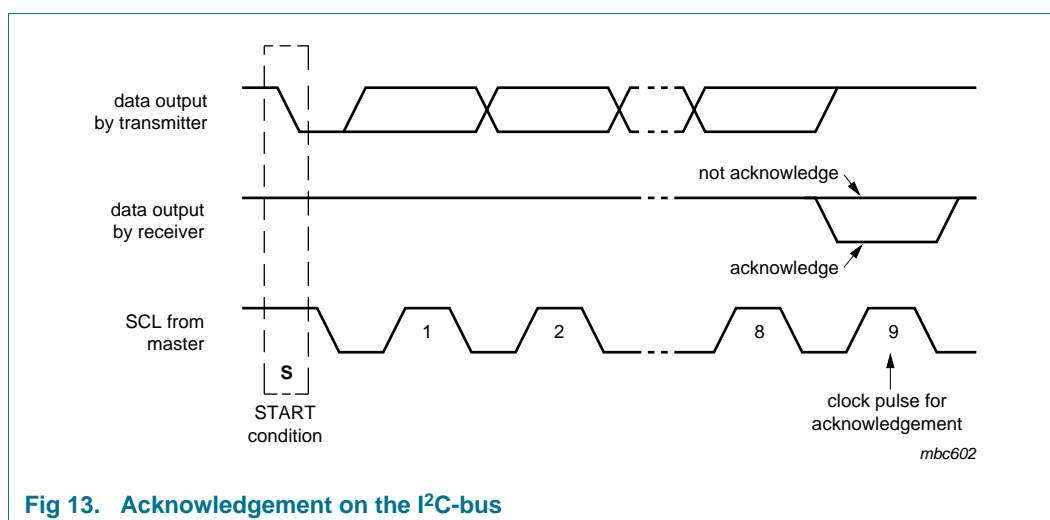 data output
by transmitter
not acknowledge
data output
by receiver
acknowledge
SCL from
master
1
2
8
9
S
START
condition
clock pulse for
acknowledgement
mbc602
Fig 13. Acknowledgement on the I²C-bus